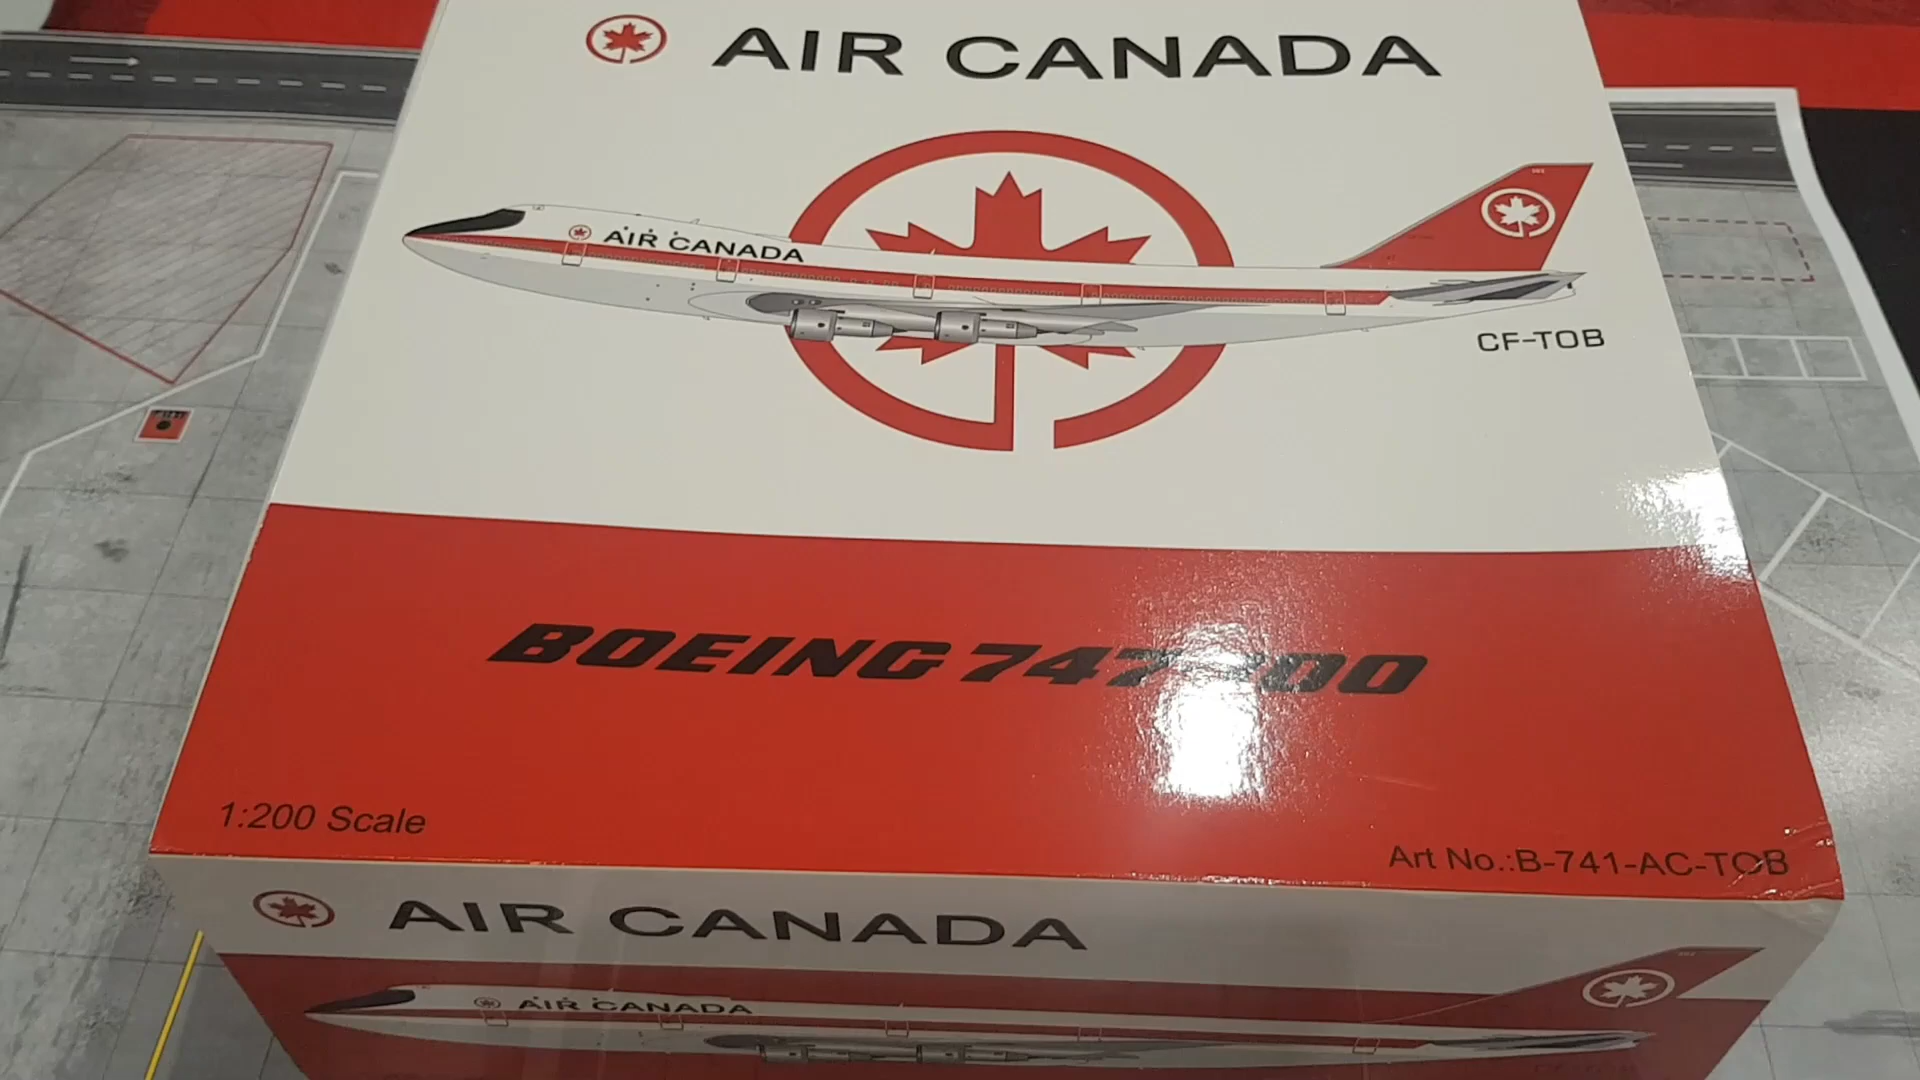 AIR CANADA
AIR CANADA
CF-TOB
BOEING 747-100
1:200 Scale
Art No.:B-741-AC-TOB
AIR CANADA
AIR CANADA